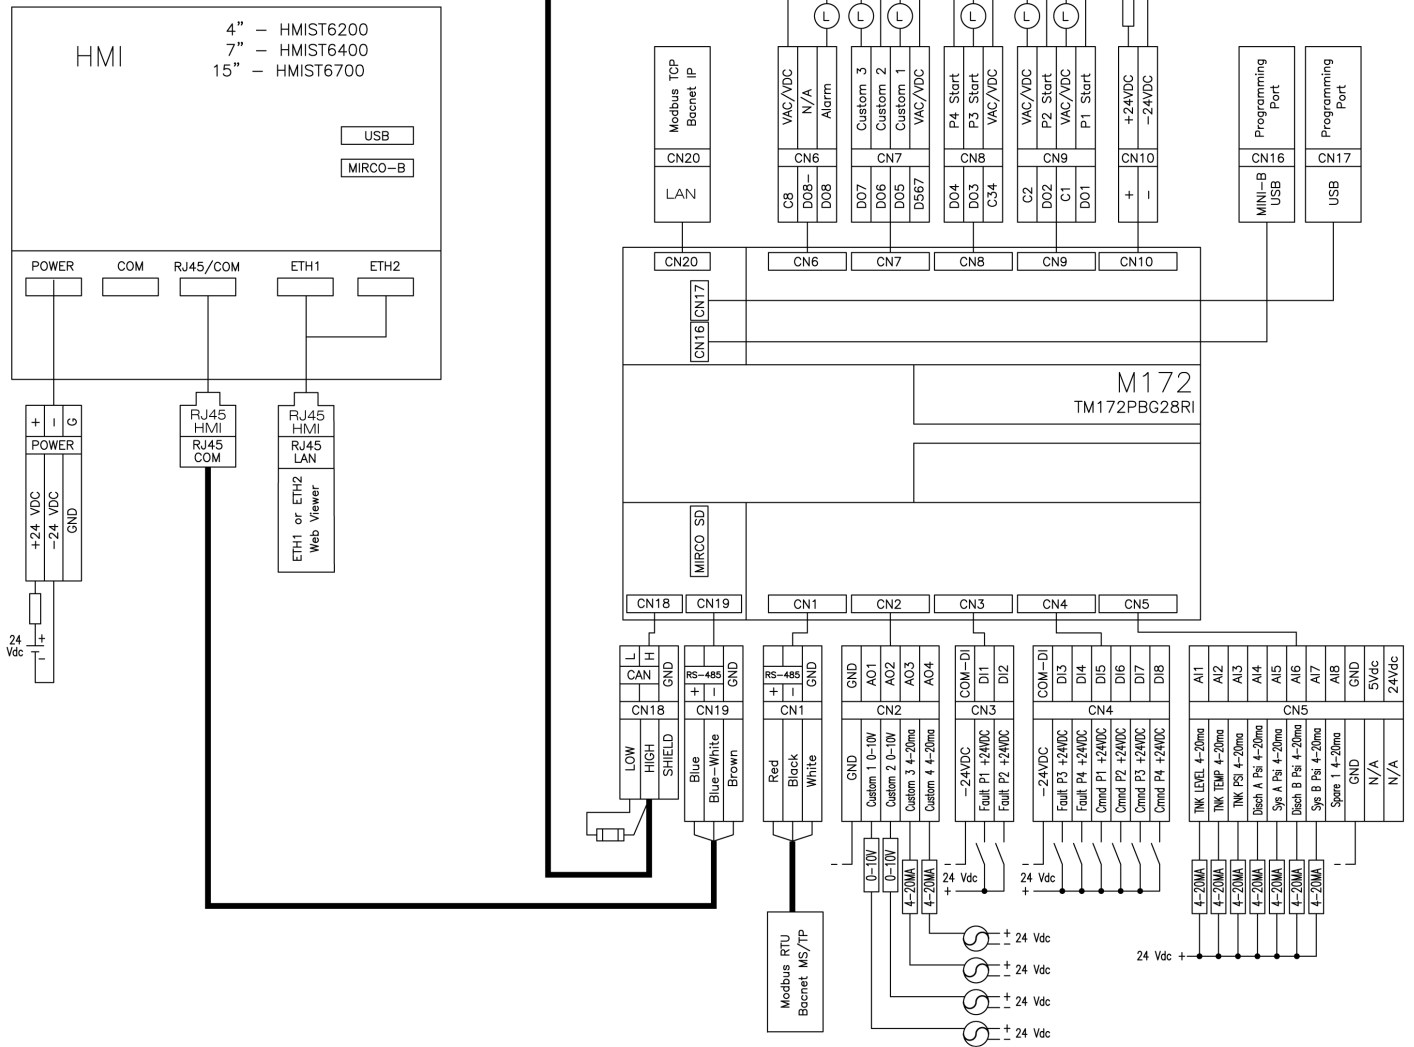 HMI
4” – HMIST6200
7” – HMIST6400
15” – HMIST6700
USB
MIRCO-B
POWER
COM
RJ45/COM
ETH1
ETH2
+
-
G
POWER
+24 VDC
-24 VDC
GND
24
Vdc
+
-
RJ45
HMI
RJ45
COM
RJ45
HMI
RJ45
LAN
ETH1 or ETH2
Web Viewer
L
L
L
L
L
L
Modbus TCP
Bacnet IP
CN20
LAN
VAC/VDC
N/A
Alarm
CN6
C8
DO8-
DO8
Custom 3
Custom 2
Custom 1
VAC/VDC
CN7
DO7
DO6
DO5
D567
P4 Start
P3 Start
VAC/VDC
CN8
DO4
DO3
C34
VAC/VDC
P2 Start
VAC/VDC
P1 Start
CN9
C2
DO2
C1
DO1
+24VDC
-24VDC
CN10
+
-
Programming
Port
CN16
MINI-B
USB
Programming
Port
CN17
USB
CN20
CN6
CN7
CN8
CN9
CN10
CN17
CN16
M172
TM172PBG28RI
MIRCO SD
CN18
CN19
CN1
CN2
CN3
CN4
CN5
L
H
CAN
GND
CN18
LOW
HIGH
SHIELD
RS-485
+
-
GND
CN19
Blue
Blue-White
Brown
RS-485
+
-
GND
CN1
Red
Black
White
Modbus RTU
Bacnet MS/TP
GND
AO1
AO2
AO3
AO4
CN2
GND
Custom 1 0-10V
Custom 2 0-10V
Custom 3 4-20ma
Custom 4 4-20ma
0-10V
0-10V
4-20MA
4-20MA
+
-
24 Vdc
+
-
24 Vdc
+
-
24 Vdc
+
-
24 Vdc
COM-DI
DI1
DI2
CN3
-24VDC
Fault P1 +24VDC
Fault P2 +24VDC
-
24 Vdc
+
COM-DI
DI3
DI4
DI5
DI6
DI7
DI8
CN4
-24VDC
Fault P3 +24VDC
Fault P4 +24VDC
Cmnd P1 +24VDC
Cmnd P2 +24VDC
Cmnd P3 +24VDC
Cmnd P4 +24VDC
-
24 Vdc
+
AI1
AI2
AI3
AI4
AI5
AI6
AI7
AI8
GND
5Vdc
24Vdc
CN5
TNK LEVEL 4-20ma
TNK TEMP 4-20ma
TNK PSI 4-20ma
Disch A Psi 4-20ma
Sys A Psi 4-20ma
Disch B Psi 4-20ma
Sys B Psi 4-20ma
Spare 1 4-20ma
GND
N/A
N/A
4-20MA
4-20MA
4-20MA
4-20MA
4-20MA
4-20MA
4-20MA
24 Vdc +